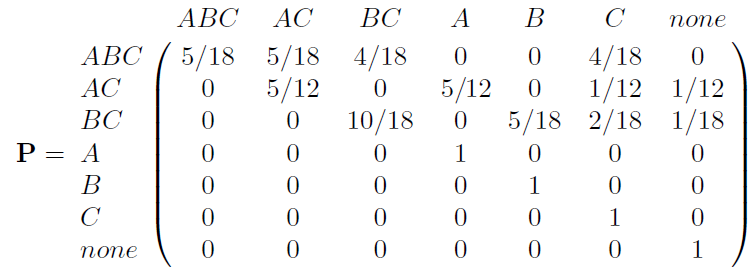 ABC AC BC A B C none
ABC 5/18 5/18 4/18 0 0 4/18 0
AC 0 5/12 0 5/12 0 1/12 1/12
BC 0 0 10/18 0 5/18 2/18 1/18
P = A 0 0 0 1 0 0 0
B 0 0 0 0 1 0 0
C 0 0 0 0 0 1 0
none 0 0 0 0 0 0 1